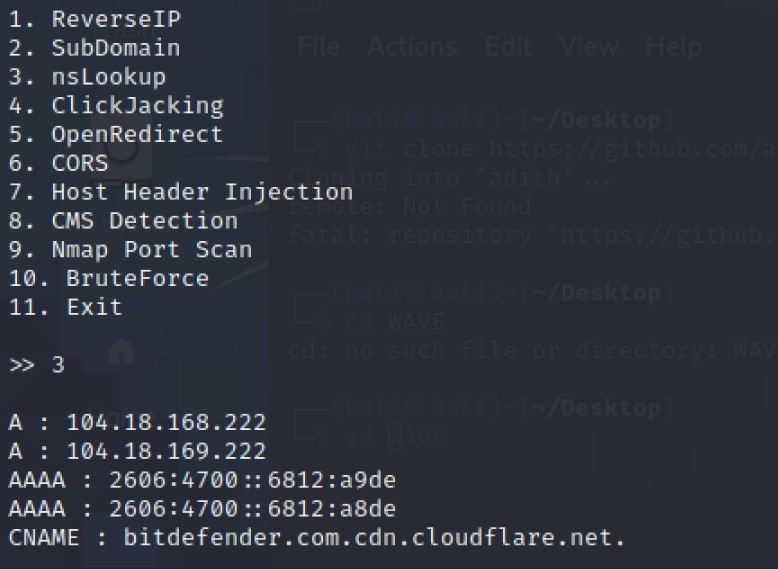 1. ReverseIP
2. SubDomain
3. nsLookup
4. ClickJacking
5. OpenRedirect
6. CORS
7. Host Header Injection
8. CMS Detection
9. Nmap Port Scan
10. BruteForce
11. Exit
>> 3
A : 104.18.168.222
A : 104.18.169.222
AAAA : 2606:4700::6812:a9de
AAAA : 2606:4700::6812:a8de
CNAME : bitdefender.com.cdn.cloudflare.net.
File Actions Edit View Help
(kali㉿kali)-[~/Desktop]
$ git clone https://github.com/a
Cloning into 'adith'...
remote: Not Found
fatal: repository 'https://github.
(kali㉿kali)-[~/Desktop]
$ cd WAVE
cd: no such file or directory: WAV
(kali㉿kali)-[~/Desktop]
$ cd WAVE